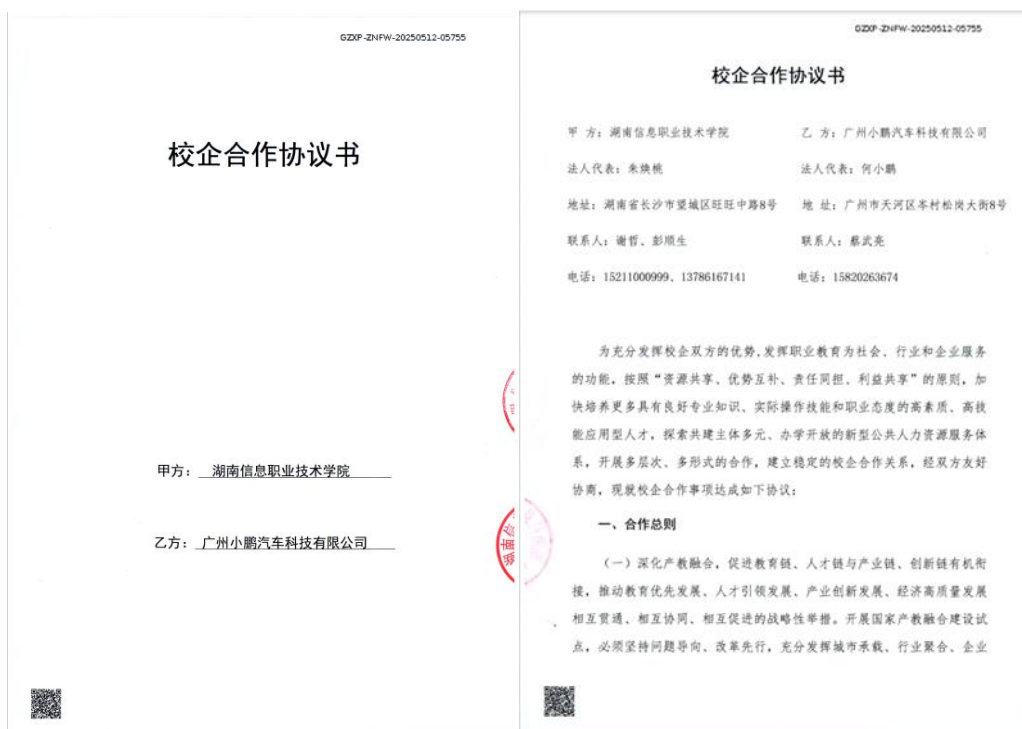 GZXP-ZNFW-20250512-05755
校企合作协议书
甲方：湖南信息职业技术学院
乙方：广州小鹏汽车科技有限公司
GZXP-ZNFW-20250512-05755
校企合作协议书
甲 方：湖南信息职业技术学院
乙 方：广州小鹏汽车科技有限公司
法人代表：朱焕桃
法人代表：何小鹏
地址：湖南省长沙市望城区旺旺中路8号
地 址：广州市天河区岑村松岗大街8号
联系人：谢哲、彭顺生
联系人：蔡武亮
电话：15211000999、13786167141
电话：15820263674
为充分发挥校企双方的优势,发挥职业教育为社会、行业和企业服务
的功能，按照“资源共享、优势互补、责任同担、利益共享”的原则，加
快培养更多具有良好专业知识、实际操作技能和职业态度的高素质、高技
能应用型人才，探索共建主体多元、办学开放的新型公共人力资源服务体
系，开展多层次、多形式的合作，建立稳定的校企合作关系，经双方友好
协商，现就校企合作事项达成如下协议：
一、合作总则
（一）深化产教融合，促进教育链、人才链与产业链、创新链有机衔
接，推动教育优先发展、人才引领发展、产业创新发展、经济高质量发展
相互贯通、相互协同、相互促进的战略性举措。开展国家产教融合建设试
点，必须坚持问题导向、改革先行，充分发挥城市承载、行业聚合、企业
湖南信